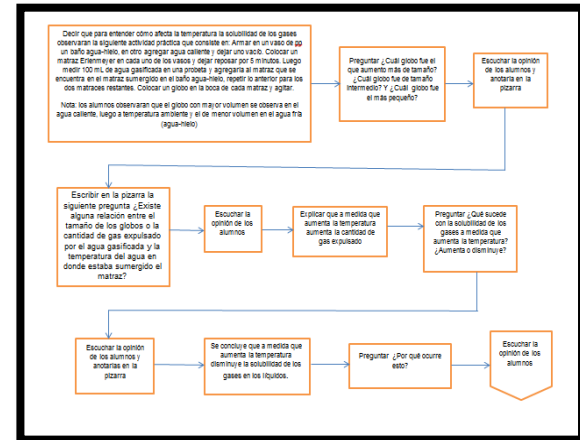 Decir que para entender cómo afecta la temperatura la solubilidad de los gases
observaran la siguiente actividad práctica que consiste en: Armar en un vaso de pp
un baño agua-hielo, en otro agregar agua caliente y dejar uno vacío. Colocar un
matraz Erlenmeyer en cada uno de los vasos y dejar reposar por 5 minutos. Luego
medir 100 mL de agua gasificada en una probeta y agregarla al matraz que se
encuentra en el matraz sumergido en el baño agua-hielo, repetir lo anterior para los
dos matraces restantes. Colocar un globo en la boca de cada matraz y agitar.
Nota: los alumnos observaran que el globo con mayor volumen se observa en el
agua caliente, luego a temperatura ambiente y el de menor volumen en el agua fría
(agua-hielo)
Preguntar ¿Cuál globo fue el
que aumento más de tamaño?
¿Cuál globo fue de tamaño
intermedio? Y ¿Cuál globo fue
el más pequeño?
Escuchar la opinión
de los alumnos y
anotarla en la
pizarra
Escribir en la pizarra la
siguiente pregunta ¿Existe
alguna relación entre el
tamaño de los globos o la
cantidad de gas expulsado
por el agua gasificada y la
temperatura del agua en
donde estaba sumergido el
matraz?
Escuchar la
opinión de los
alumnos
Explicar que a medida que
aumenta la temperatura
aumenta la cantidad de
gas expulsado
Preguntar ¿Qué sucede
con la solubilidad de los
gases a medida que
aumenta la temperatura?
¿Aumenta o disminuye?
Escuchar la opinión
de los alumnos y
anotarlas en la
pizarra
Se concluye que a medida que
aumenta la temperatura
disminuye la solubilidad de los
gases en los líquidos.
Preguntar ¿Por qué ocurre
esto?
Escuchar la
opinión de los
alumnos